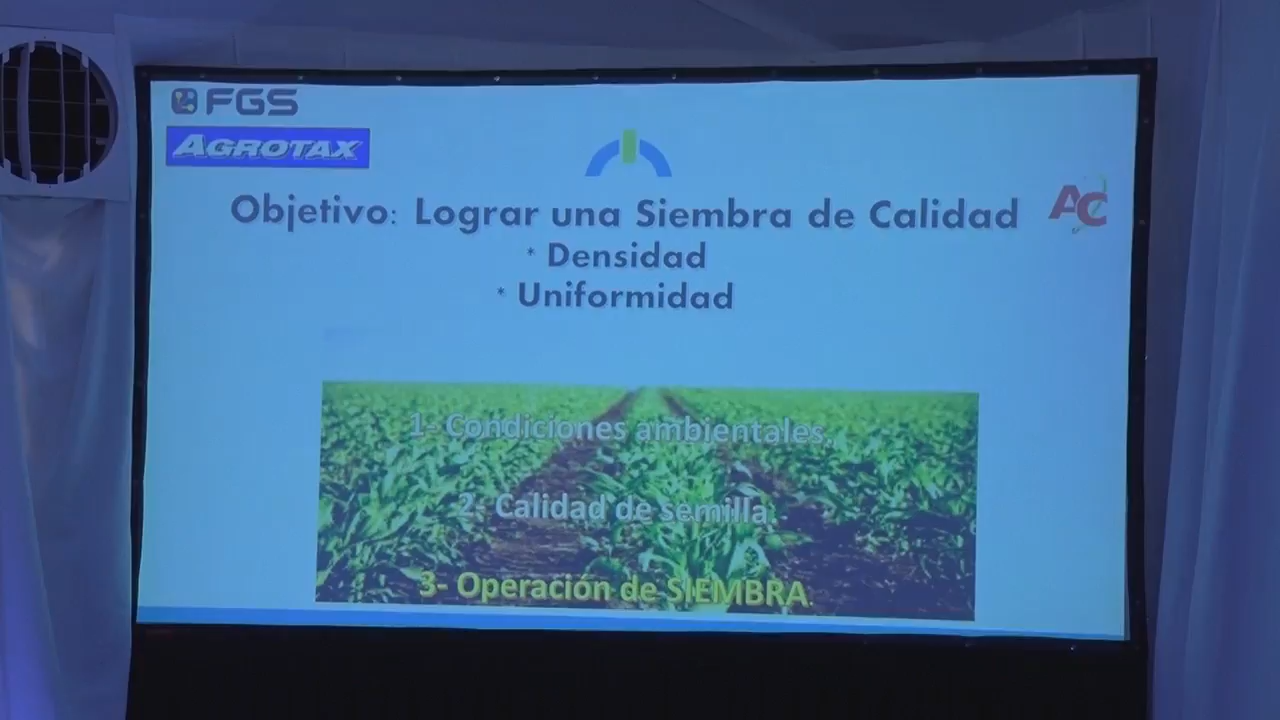 FGS
AGROTAX
Objetivo: Lograr una Siembra de Calidad
AC
* Densidad
* Uniformidad
1- Condiciones ambientales.
2- Calidad de semilla.
3- Operación de SIEMBRA.